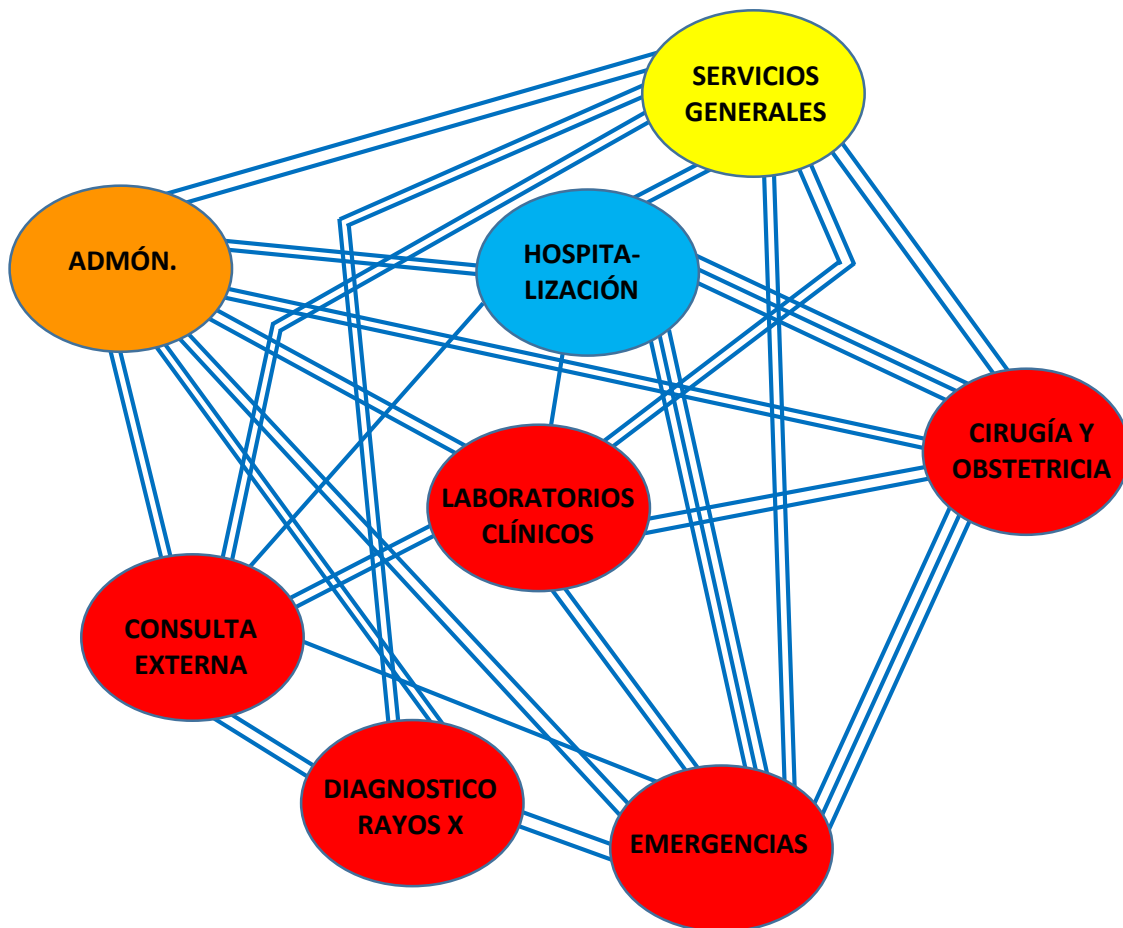 SERVICIOS
GENERALES
ADMÓN.
HOSPITA-
LIZACIÓN
CIRUGÍA Y
OBSTETRICIA
LABORATORIOS
CLÍNICOS
CONSULTA
EXTERNA
DIAGNOSTICO
RAYOS X
EMERGENCIAS